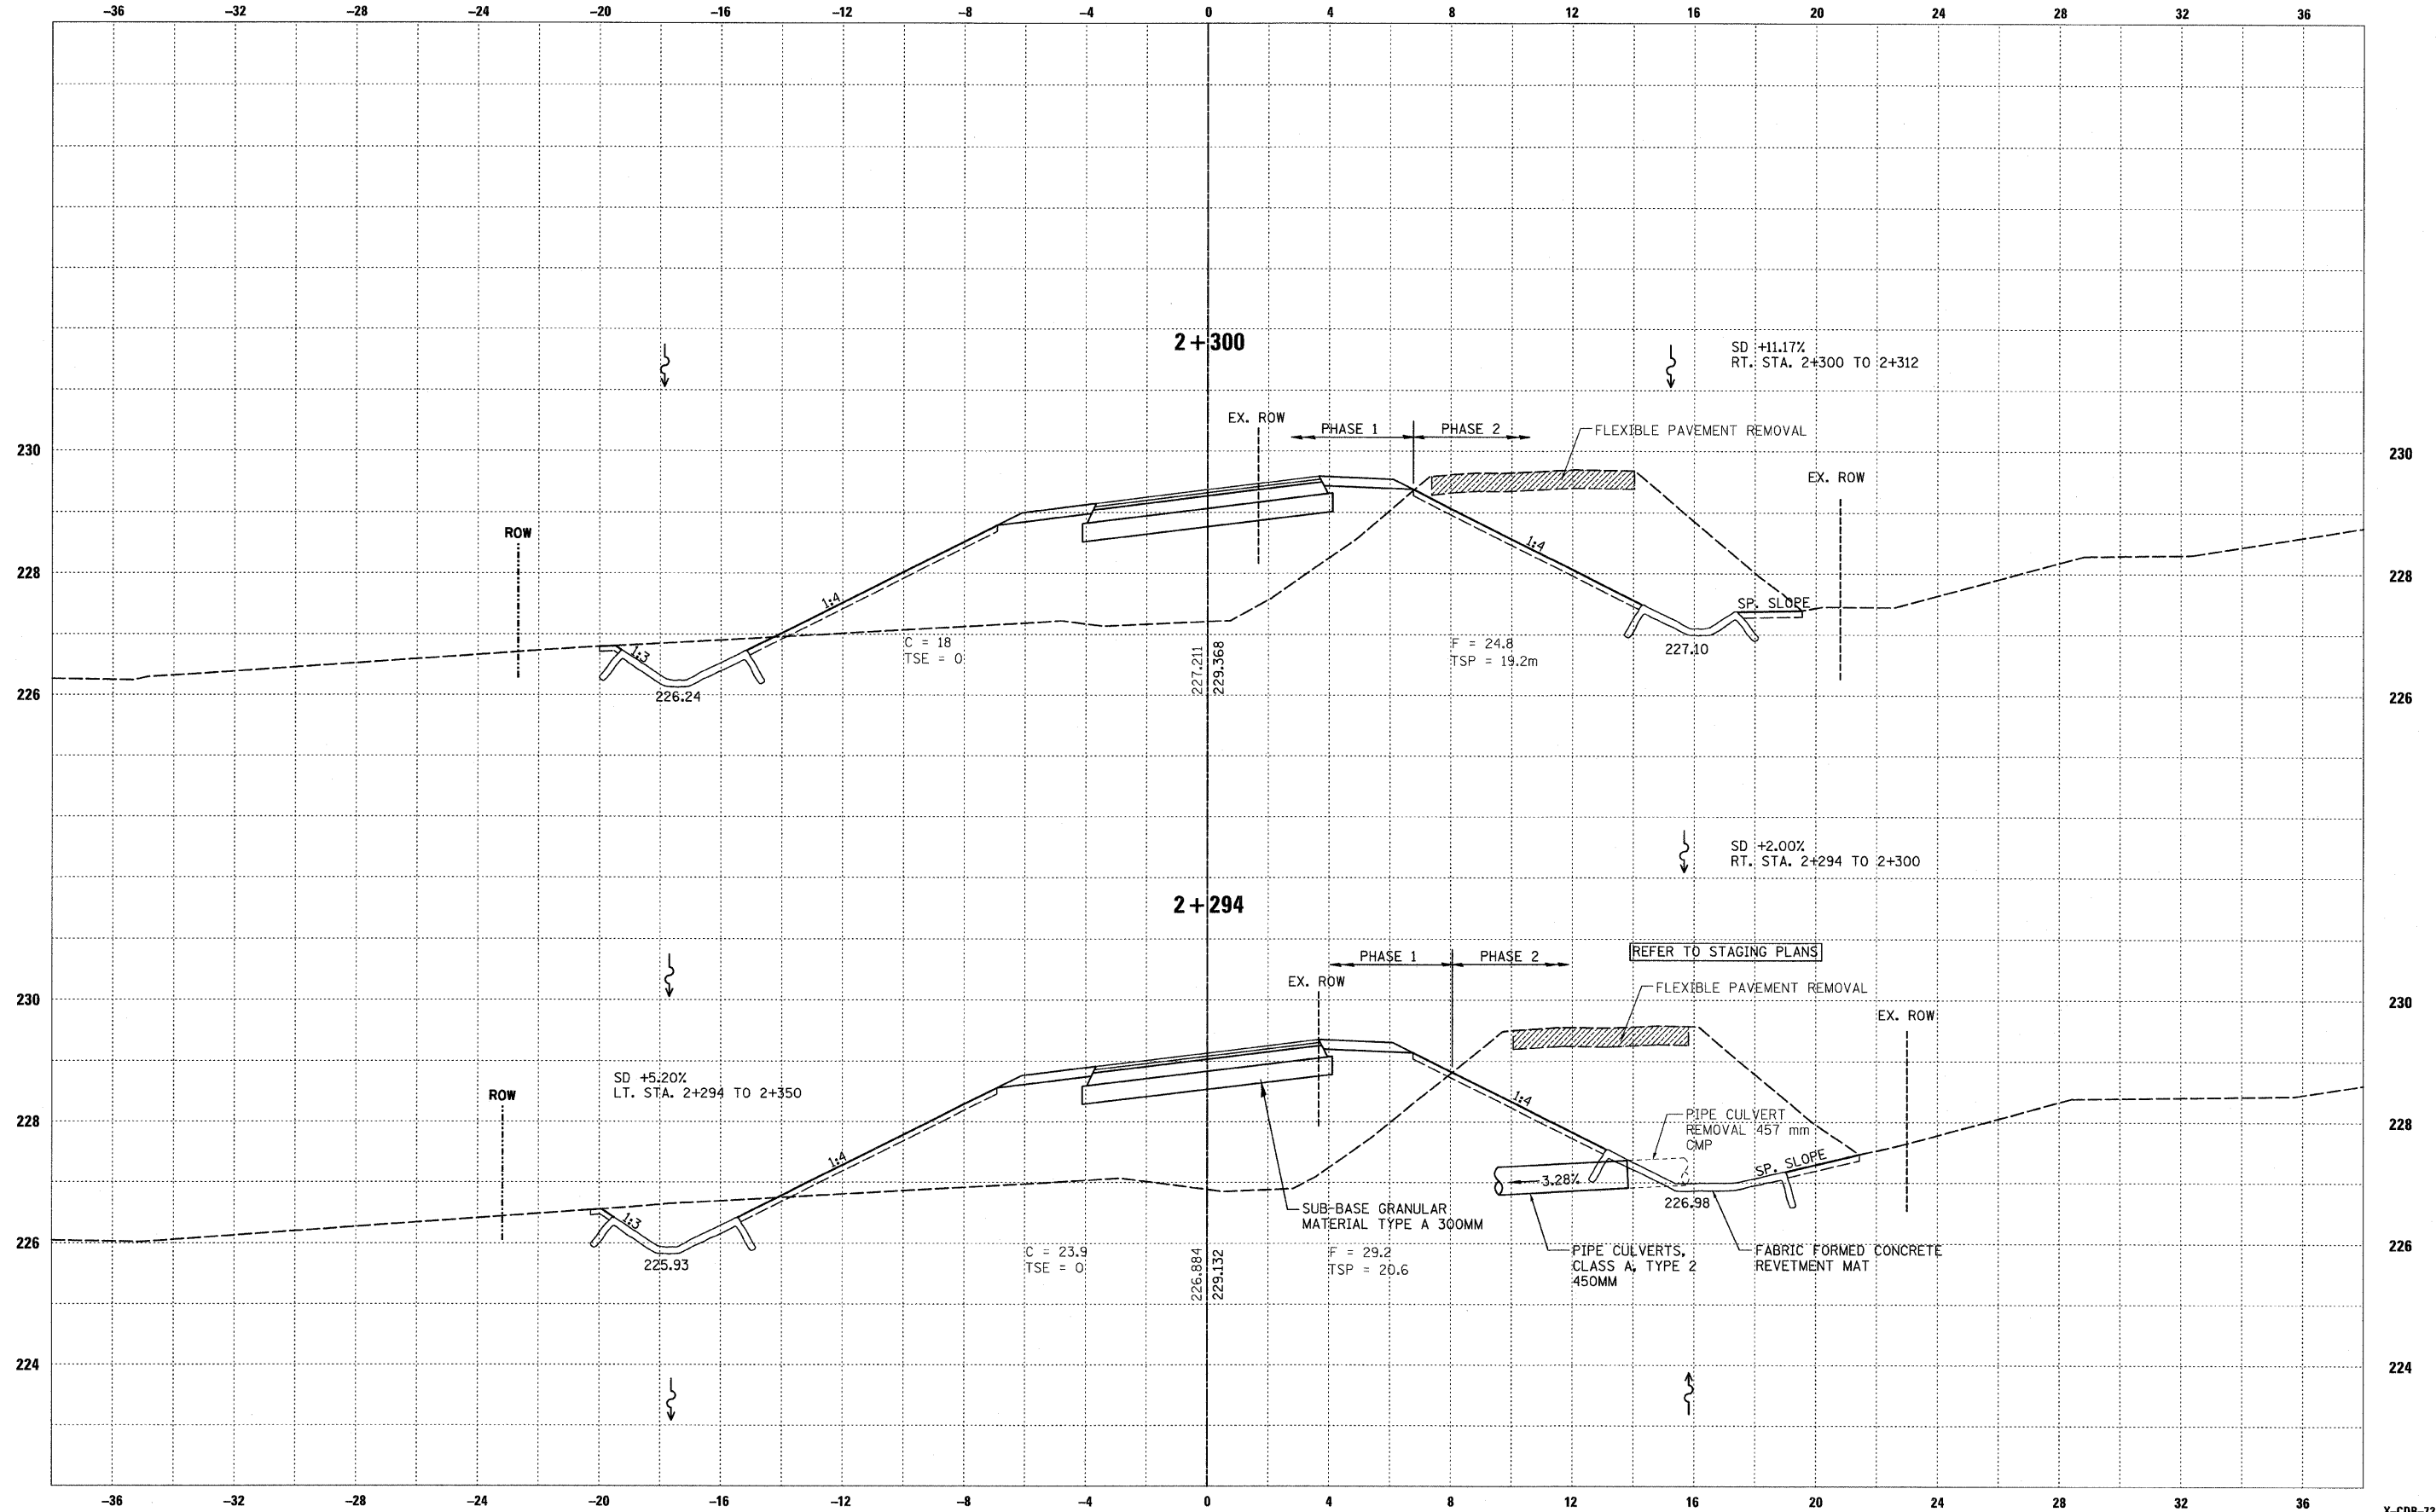 -36 -32 -28 -24 -20 -16 -12 -8 -4 0 4 8 12 16 20 24 28 32 36
2+300
SD +11.17%
RT. STA. 2+300 TO 2+312
EX. ROW
PHASE 1
PHASE 2
FLEXIBLE PAVEMENT REMOVAL
230
230
EX. ROW
ROW
1:4
228
228
1:4
SP. SLOPE
1:3
C = 18
TSE = 0
227.211
229.368
F = 24.8
TSP = 19.2m
227.10
226
226.24
226
SD +2.00%
RT. STA. 2+294 TO 2+300
2+294
REFER TO STAGING PLANS
PHASE 1
PHASE 2
EX. ROW
FLEXIBLE PAVEMENT REMOVAL
230
230
EX. ROW
SD +5.20%
LT. STA. 2+294 TO 2+350
ROW
1:4
228
PIPE CULVERT
REMOVAL 457 mm
CMP
228
1:4
SP. SLOPE
3.28%
226.98
1:3
SUB-BASE GRANULAR
MATERIAL TYPE A 300MM
226
225.93
C = 23.9
TSE = 0
226.884
229.132
F = 29.2
TSP = 20.6
PIPE CULVERTS,
CLASS A, TYPE 2
450MM
FABRIC FORMED CONCRETE
REVETMENT MAT
226
224
224
-36 -32 -28 -24 -20 -16 -12 -8 -4 0 4 8 12 16 20 24 28 32 36